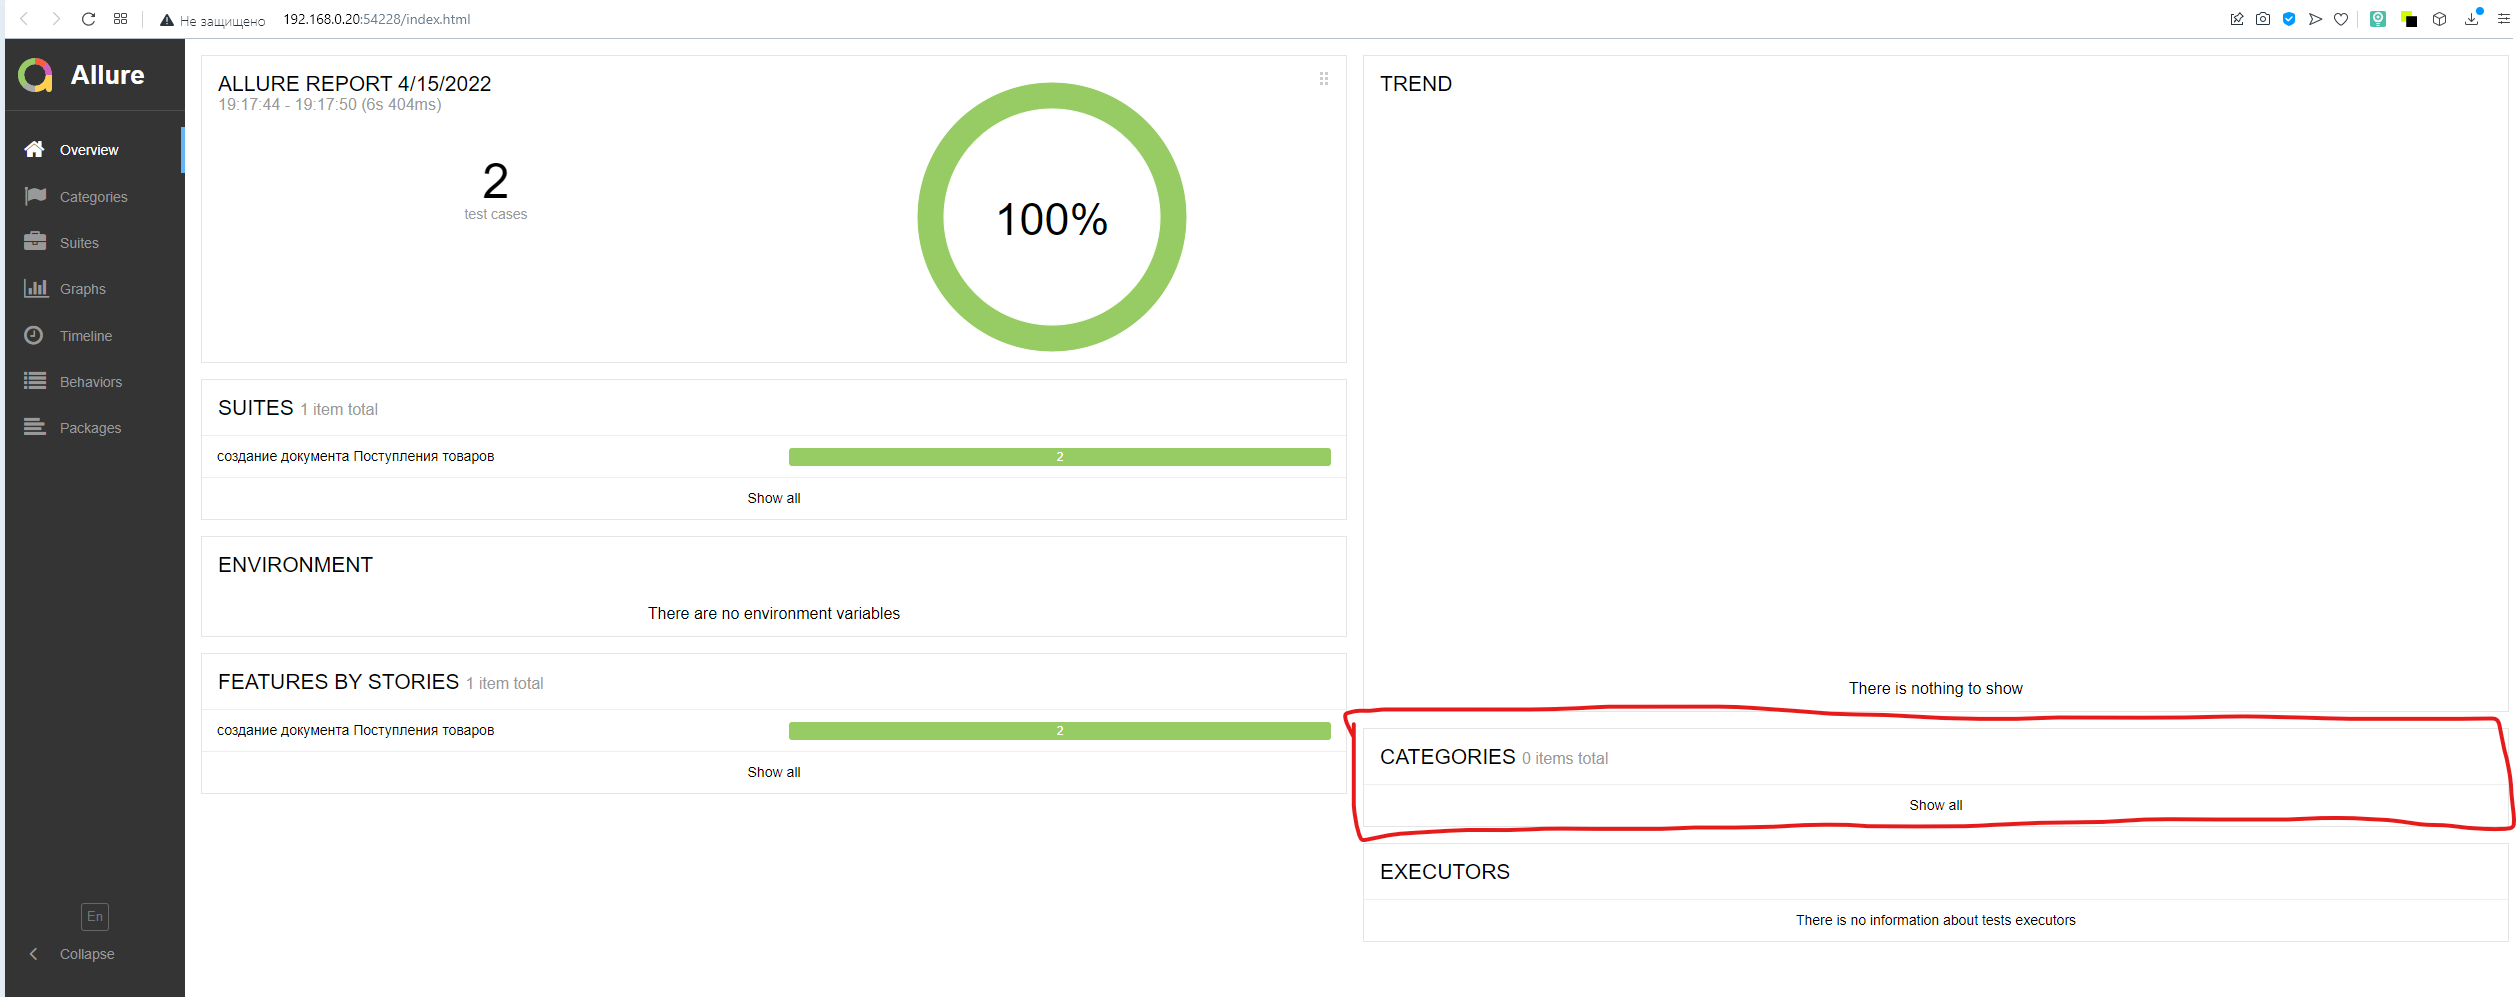 Не защищено 192.168.0.20:54228/index.html
Allure
Overview
Categories
Suites
Graphs
Timeline
Behaviors
Packages
En
Collapse
ALLURE REPORT 4/15/2022
19:17:44 - 19:17:50 (6s 404ms)
2
test cases
100%
SUITES 1 item total
создание документа Поступления товаров 2
Show all
ENVIRONMENT
There are no environment variables
FEATURES BY STORIES 1 item total
создание документа Поступления товаров 2
Show all
TREND
There is nothing to show
CATEGORIES 0 items total
Show all
EXECUTORS
There is no information about tests executors